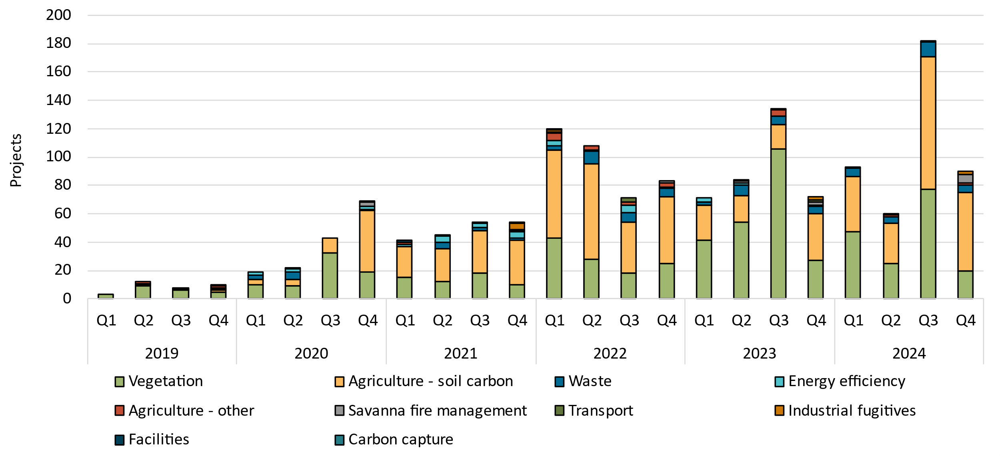 200
180
160
140
120
100
80
60
40
20
0
Projects
Q1 Q2 Q3 Q4 Q1 Q2 Q3 Q4 Q1 Q2 Q3 Q4 Q1 Q2 Q3 Q4 Q1 Q2 Q3 Q4 Q1 Q2 Q3 Q4
2019 2020 2021 2022 2023 2024
Vegetation Agriculture - soil carbon Waste Energy efficiency
Agriculture - other Savanna fire management Transport Industrial fugitives
Facilities Carbon capture